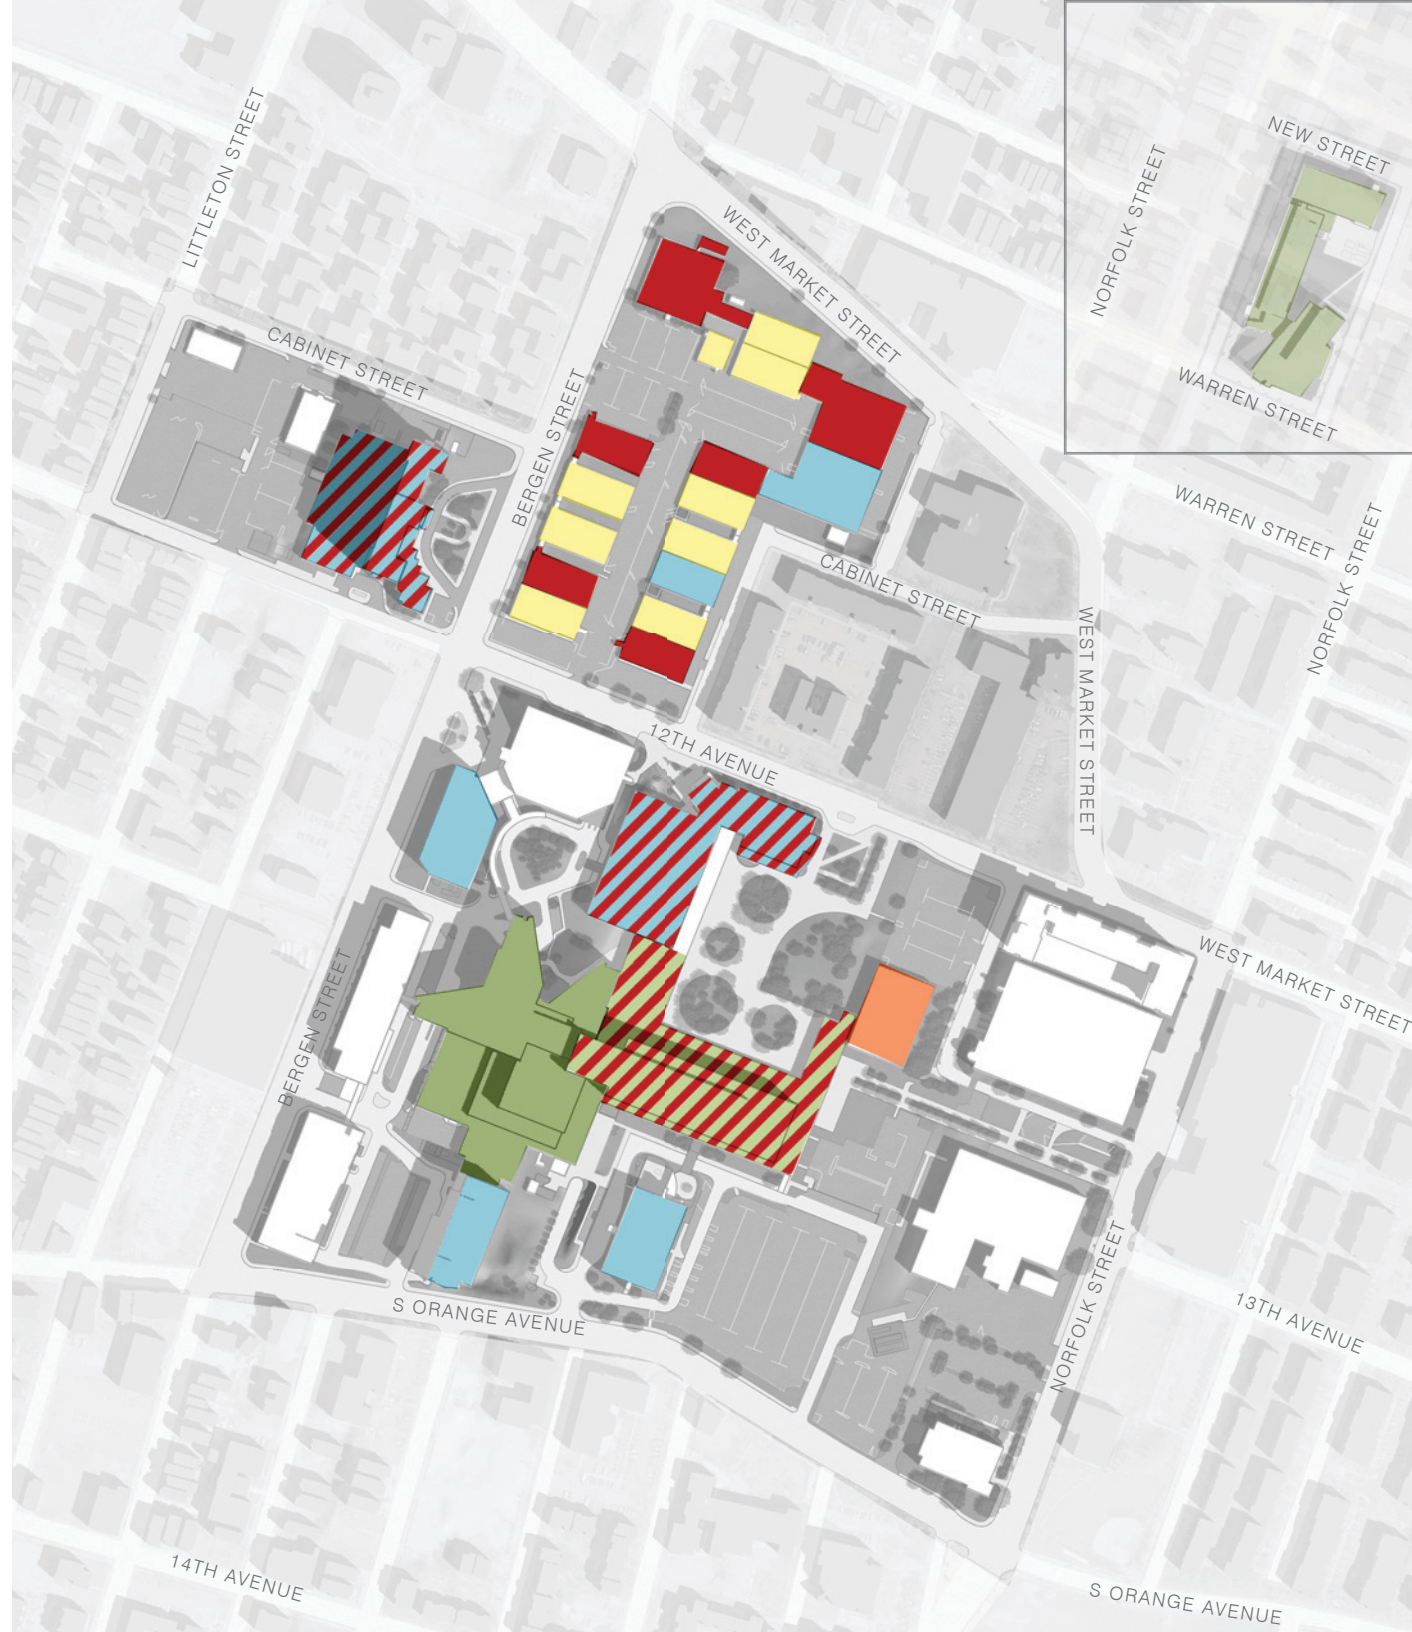 LITTLETON STREET
NEW STREET
NORFOLK STREET
WEST MARKET STREET
CABINET STREET
WARREN STREET
BERGEN STREET
WARREN STREET
NORFOLK STREET
CABINET STREET
WEST MARKET STREET
12TH AVENUE
WEST MARKET STREET
BERGEN STREET
NORFOLK STREET
S ORANGE AVENUE
13TH AVENUE
14TH AVENUE
S ORANGE AVENUE